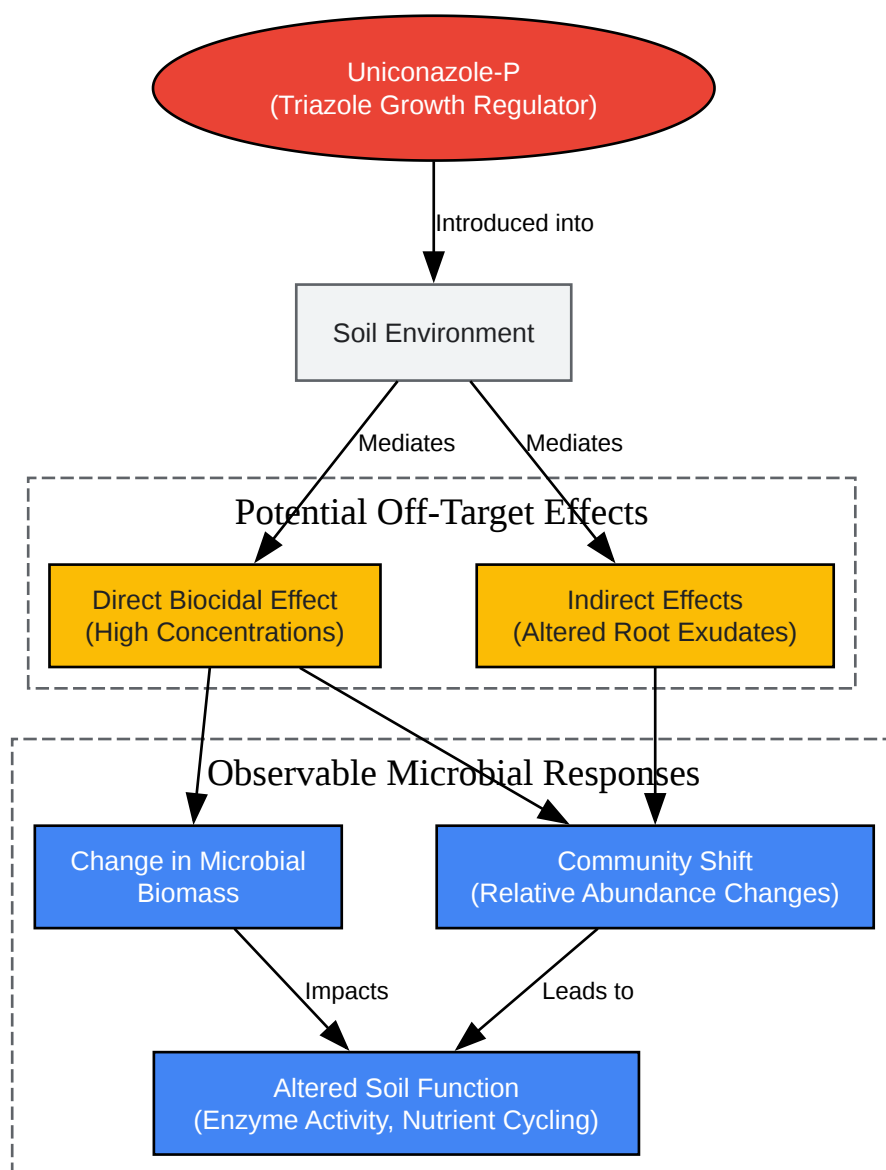 Uniconazole-P
(Triazole Growth Regulator)
Introduced into
Soil Environment
Mediates
Mediates
Potential Off-Target Effects
Direct Biocidal Effect
(High Concentrations)
Indirect Effects
(Altered Root Exudates)
Observable Microbial Responses
Change in Microbial
Biomass
Community Shift
(Relative Abundance Changes)
Impacts
Leads to
Altered Soil Function
(Enzyme Activity, Nutrient Cycling)